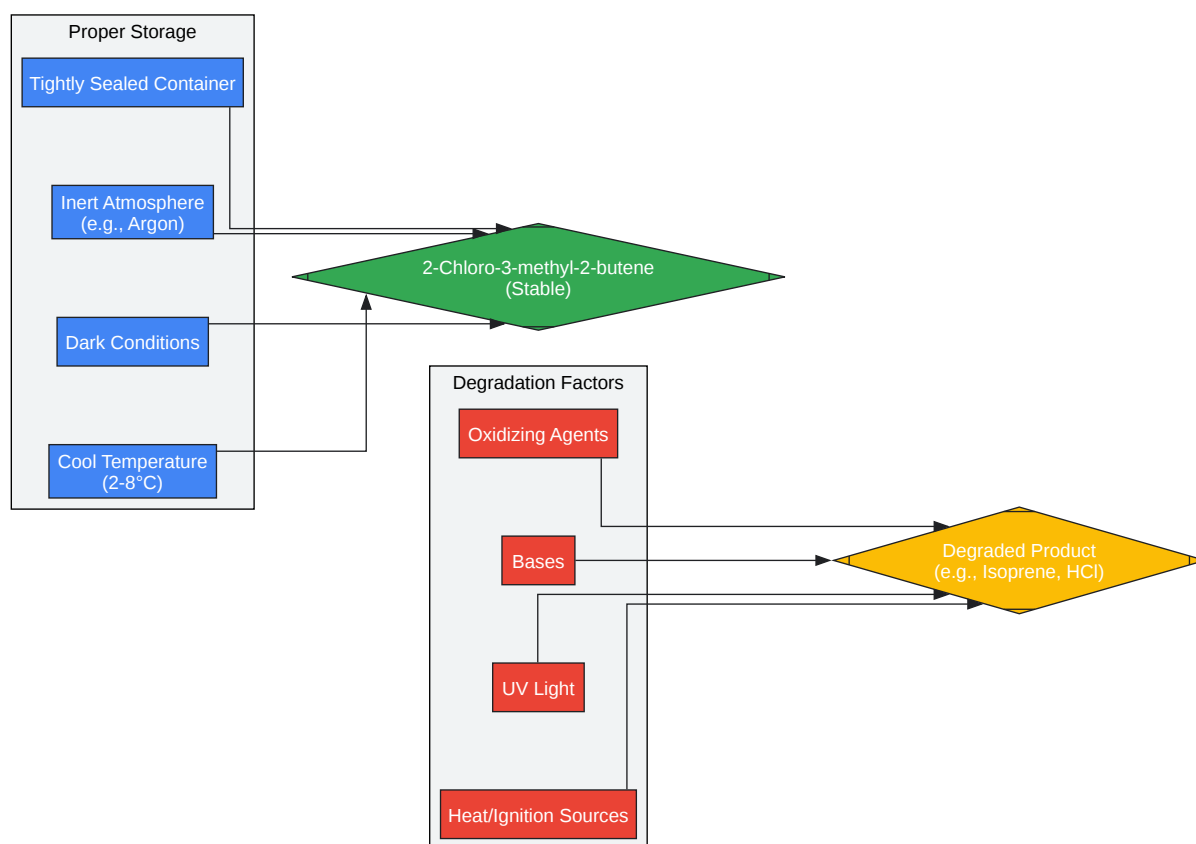 Proper Storage
Tightly Sealed Container
Inert Atmosphere
(e.g., Argon)
Dark Conditions
Cool Temperature
(2-8°C)
2-Chloro-3-methyl-2-butene
(Stable)
Degradation Factors
Oxidizing Agents
Bases
UV Light
Heat/Ignition Sources
Degraded Product
(e.g., Isoprene, HCl)